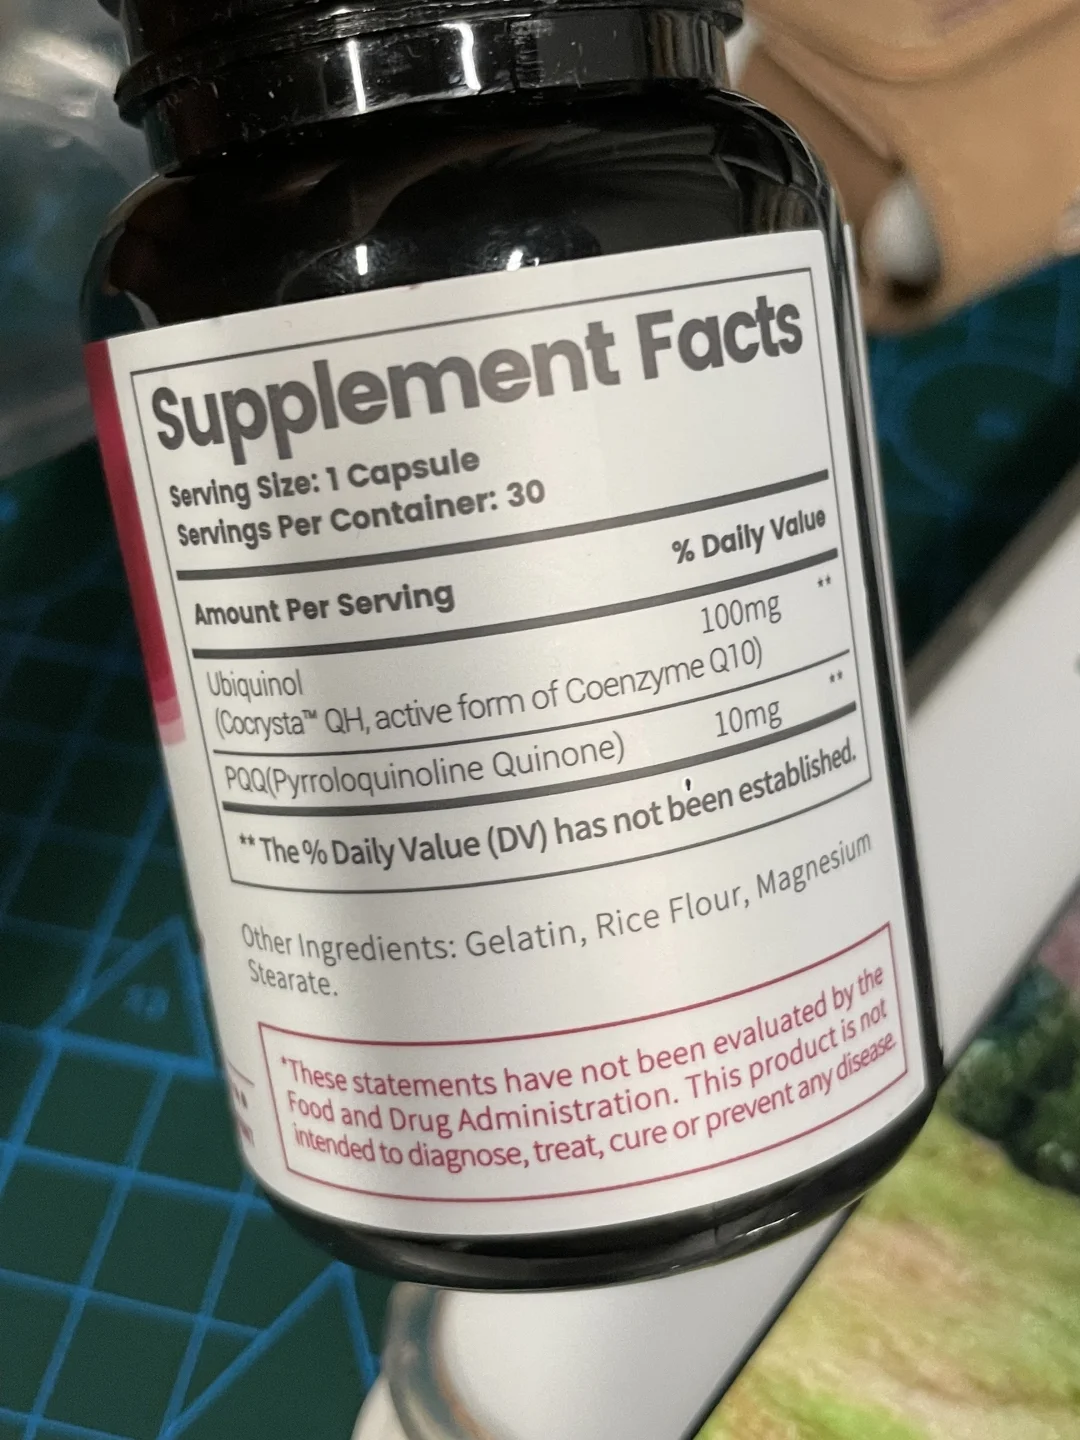 Supplement Facts
Serving Size: 1 Capsule
Servings Per Container: 30
% Daily Value
Amount Per Serving
Ubiquinol 100mg **
(Cocrysta™ QH, active form of Coenzyme Q10)
PQQ(Pyrroloquinoline Quinone) 10mg **
** The % Daily Value (DV) has not been established.
Other Ingredients: Gelatin, Rice Flour, Magnesium
Stearate.
*These statements have not been evaluated by the
Food and Drug Administration. This product is not
intended to diagnose, treat, cure or prevent any disease.